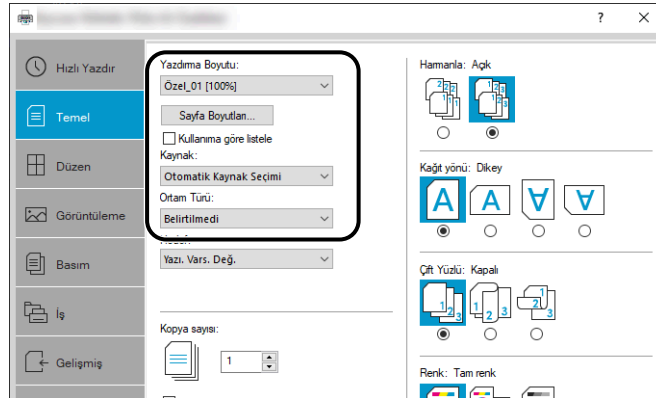 ?
Hızlı Yazdır
Temel
Düzen
Görüntüleme
Basım
İş
Gelişmiş
Yazdırma Boyutu:
Özel_01 [100%]
Sayfa Boyutları...
Kullanıma göre listele
Kaynak:
Otomatik Kaynak Seçimi
Ortam Türü:
Belirtilmedi
Yazı. Vars. Değ.
Kopya sayısı:
1
Harmanla: Açık
Kağıt yönü: Dikey
Çift Yüzlü: Kapalı
Renk: Tam renk